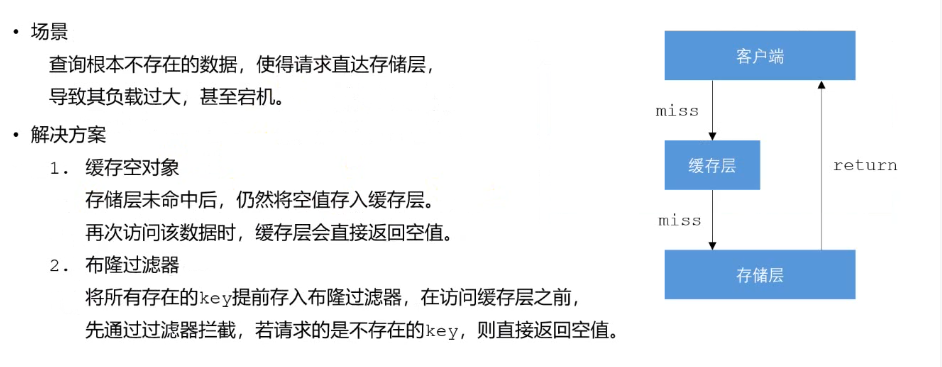 • 场景
查询根本不存在的数据，使得请求直达存储层，
导致其负载过大，甚至宕机。
• 解决方案
1. 缓存空对象
存储层未命中后，仍然将空值存入缓存层。
再次访问该数据时，缓存层会直接返回空值。
2. 布隆过滤器
将所有存在的key提前存入布隆过滤器，在访问缓存层之前，
先通过过滤器拦截，若请求的是不存在的key，则直接返回空值。
客户端
miss
缓存层
return
miss
存储层